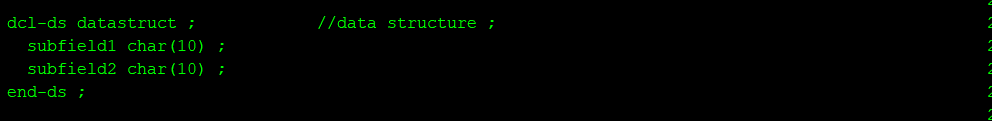 dcl-ds datastruct ;            //data structure ;
  subfield1 char(10) ;
  subfield2 char(10) ;
end-ds ;